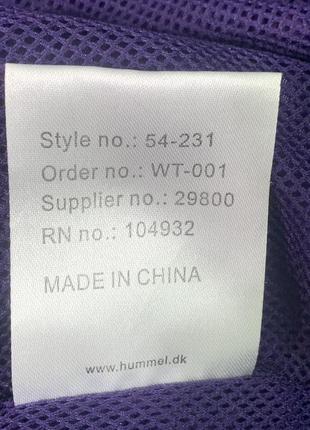 Style no.: 54-231
Order no.: WT-001
Supplier no.: 29800
RN no.: 104932
MADE IN CHINA
www.hummel.dk